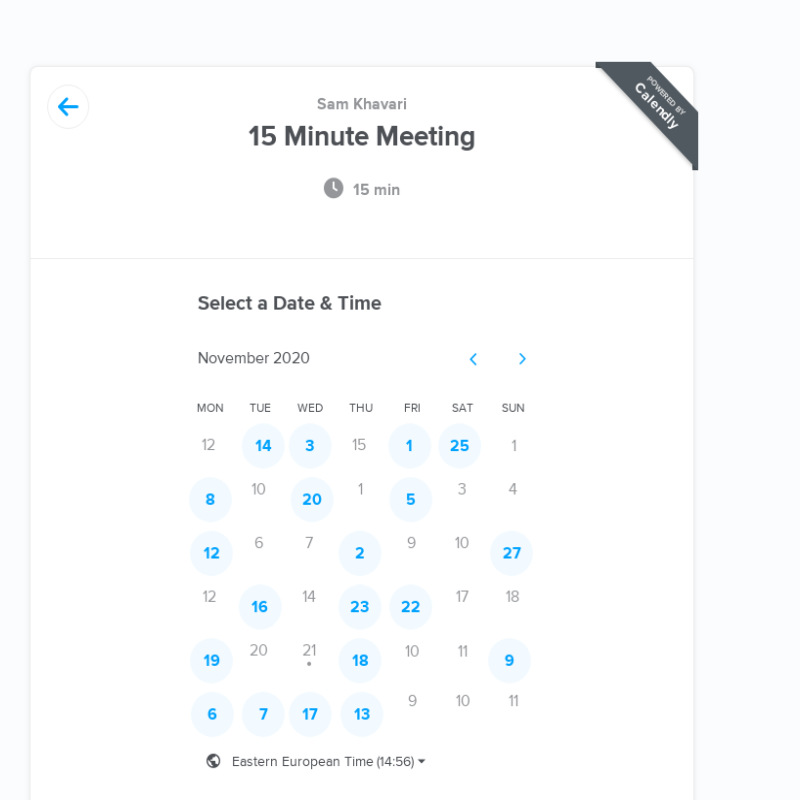 Sam Khavari
15 Minute Meeting
15 min
POWERED BY
Calendly
Select a Date & Time
November 2020
MON TUE WED THU FRI SAT SUN
12 14 3 15 1 25 1
8 10 20 1 5 3 4
12 6 7 2 9 10 27
12 16 14 23 22 17 18
19 20 21 18 10 11 9
6 7 17 13 9 10 11
Eastern European Time (14:56)